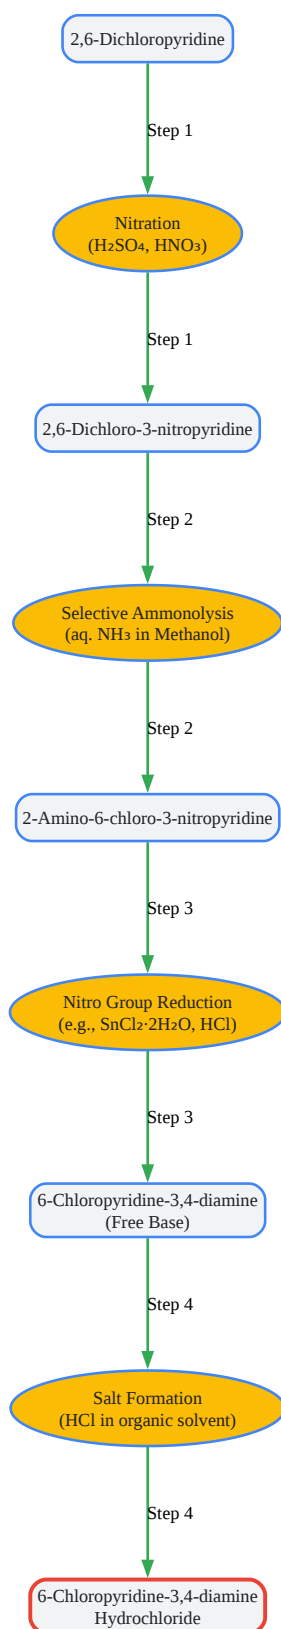 2,6-Dichloropyridine
Step 1
Nitration
(H₂SO₄, HNO₃)
Step 1
2,6-Dichloro-3-nitropyridine
Step 2
Selective Ammonolysis
(aq. NH₃ in Methanol)
Step 2
2-Amino-6-chloro-3-nitropyridine
Step 3
Nitro Group Reduction
(e.g., SnCl₂·2H₂O, HCl)
Step 3
6-Chloropyridine-3,4-diamine
(Free Base)
Step 4
Salt Formation
(HCl in organic solvent)
Step 4
6-Chloropyridine-3,4-diamine
Hydrochloride